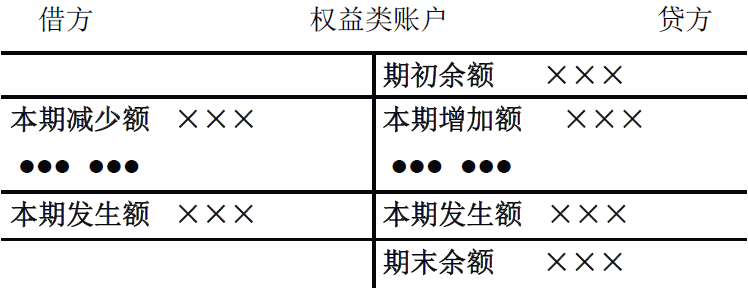 借方 权益类账户 贷方
期初余额 ×××
本期减少额 ××× 本期增加额 ×××
●●● ●●● ●●● ●●●
本期发生额 ××× 本期发生额 ×××
期末余额 ×××